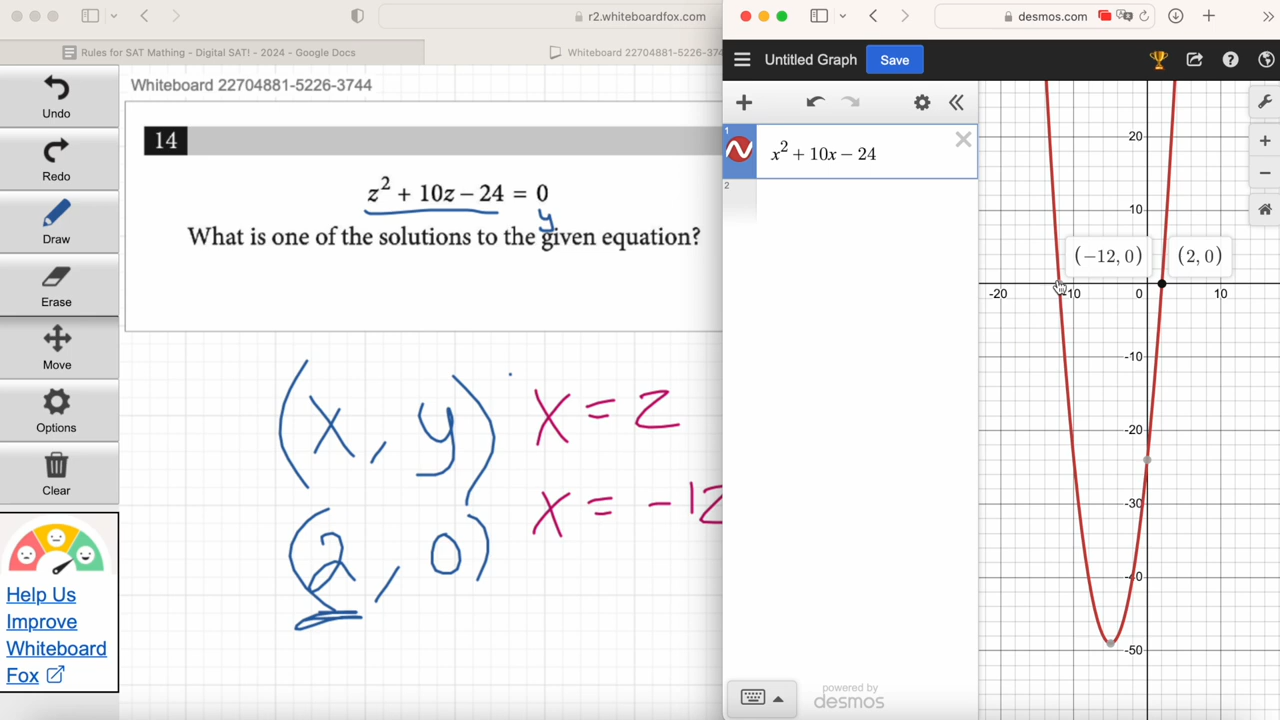 r2.whiteboardfox.com
desmos.com
Rules for SAT Mathing - Digital SAT! - 2024 - Google Docs
Whiteboard 22704881-5226-374
Untitled Graph
Save
Whiteboard 22704881-5226-3744
Undo
Redo
Draw
Erase
Move
Options
Clear
Help Us
Improve
Whiteboard
Fox
14
z² + 10z − 24 = 0
y
What is one of the solutions to the given equation?
(x, y)
x = 2
x = -12
(2, 0)
1
x² + 10x − 24
2
powered by
desmos
(−12, 0)
(2, 0)
20
10
-20
-10
0
10
-10
-20
-30
-40
-50